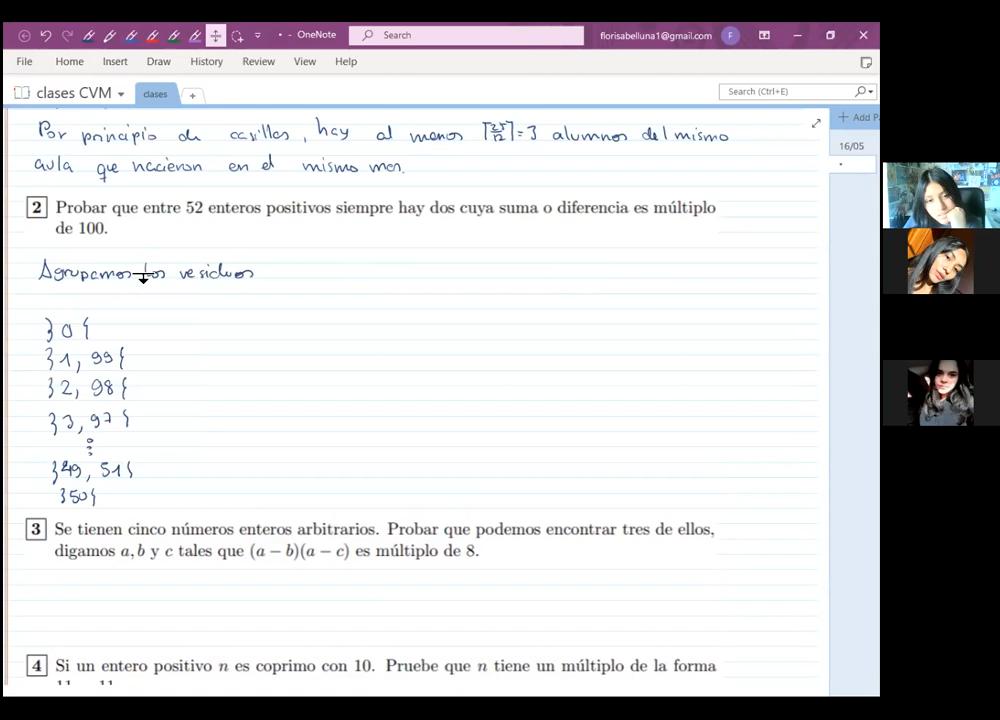 OneNote
Search
florisabelluna1@gmail.com
F
File Home Insert Draw History Review View Help
clases CVM
clases
Search (Ctrl+E)
Add Pa
16/05
Por principio de casillas, hay al menos ⌈25/12⌉=3 alumnos del mismo
aula que nacieron en el mismo mes.
2 Probar que entre 52 enteros positivos siempre hay dos cuya suma o diferencia es múltiplo
de 100.
Agrupamos los residuos
}0{
}1, 99{
}2, 98{
}3, 97{
⋮
}49, 51{
}50{
3 Se tienen cinco números enteros arbitrarios. Probar que podemos encontrar tres de ellos,
digamos a, b y c tales que (a − b)(a − c) es múltiplo de 8.
4 Si un entero positivo n es coprimo con 10. Pruebe que n tiene un múltiplo de la forma